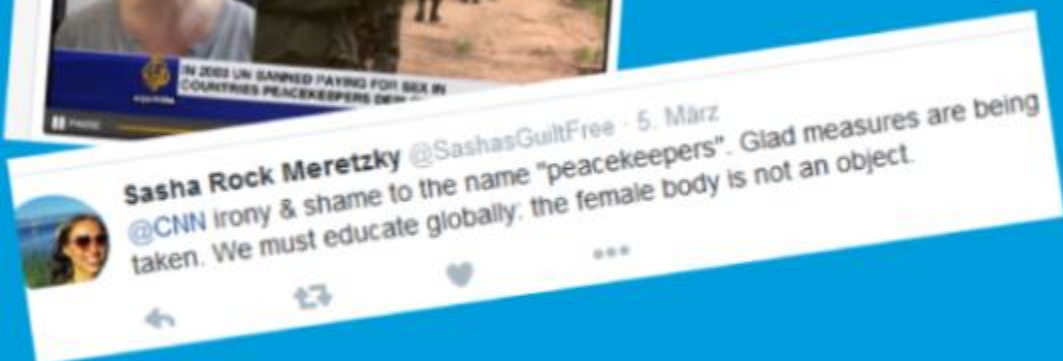 IN 2003 UN BANNED PAYING FOR SEX IN
COUNTRIES PEACEKEEPERS
Sasha Rock Meretzky @SashasGuiltFree · 5. März
@CNN irony & shame to the name "peacekeepers". Glad measures are being
taken. We must educate globally: the female body is not an object.